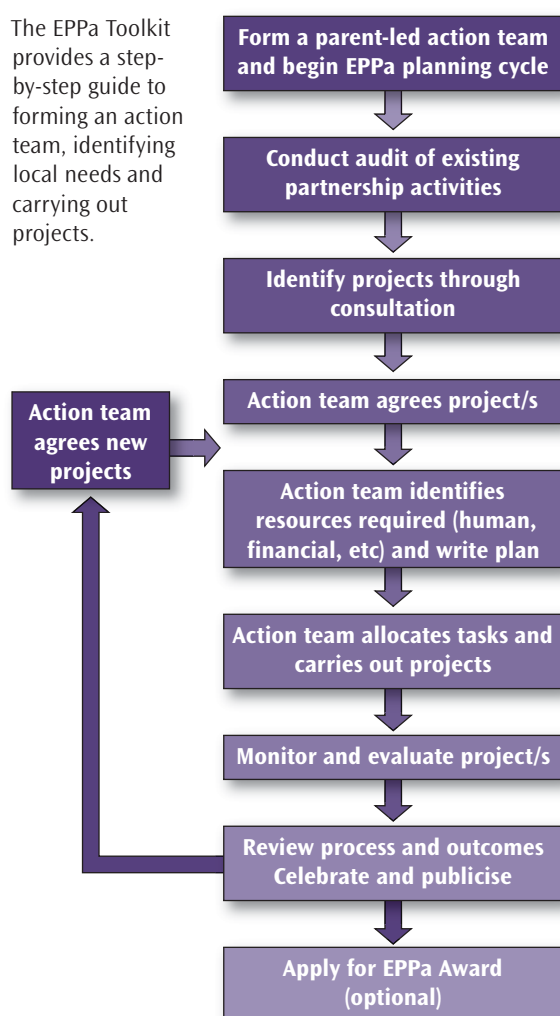 The EPPa Toolkit
provides a step-
by-step guide to
forming an action
team, identifying
local needs and
carrying out
projects.
Form a parent-led action team
and begin EPPa planning cycle
Conduct audit of existing
partnership activities
Identify projects through
consultation
Action team agrees project/s
Action team
agrees new
projects
Action team identifies
resources required (human,
financial, etc) and write plan
Action team allocates tasks and
carries out projects
Monitor and evaluate project/s
Review process and outcomes
Celebrate and publicise
Apply for EPPa Award
(optional)